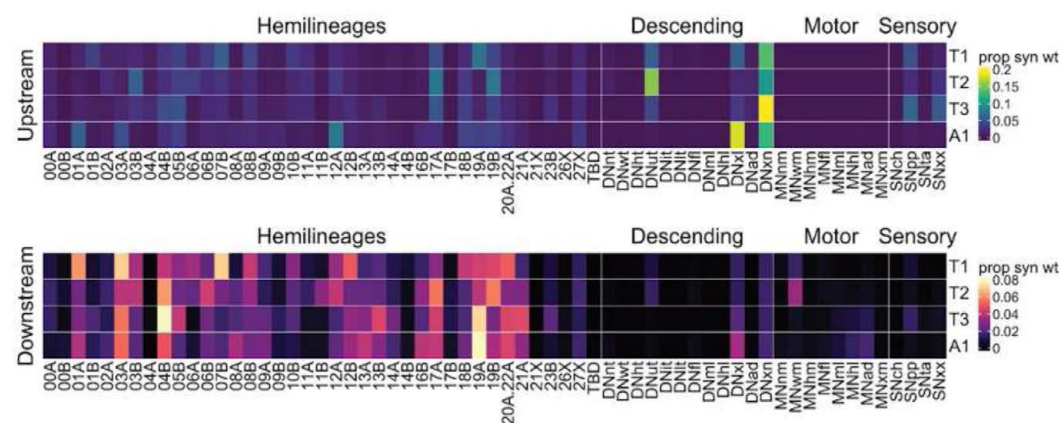 Hemilineages Descending Motor Sensory
Upstream
T1
T2
T3
A1
prop syn wt
0.2
0.15
0.1
0.05
0
00A 00B 01A 01B 02A 03A 03B 04A 04B 05B 06A 06B 07B 08A 08B 09A 09B 10B 11A 11B 12A 12B 13A 13B 14A 14B 16B 17A 17B 18B 19A 19B 20A.22A 21A 21X 23B 26X 27X TBD DNnt DNwt DNht DNut DNit DNlt DNfl DNml DNhl DNxl DNad DNxn MNnm MNwm MNhm MNfl MNml MNhl MNad MNxm SNch SNpp SNta SNxx
Hemilineages Descending Motor Sensory
Downstream
T1
T2
T3
A1
prop syn wt
0.08
0.06
0.04
0.02
0
00A 00B 01A 01B 02A 03A 03B 04A 04B 05B 06A 06B 07B 08A 08B 09A 09B 10B 11A 11B 12A 12B 13A 13B 14A 14B 16B 17A 17B 18B 19A 19B 20A.22A 21A 21X 23B 26X 27X TBD DNnt DNwt DNht DNut DNit DNlt DNfl DNml DNhl DNxl DNad DNxn MNnm MNwm MNhm MNfl MNml MNhl MNad MNxm SNch SNpp SNta SNxx